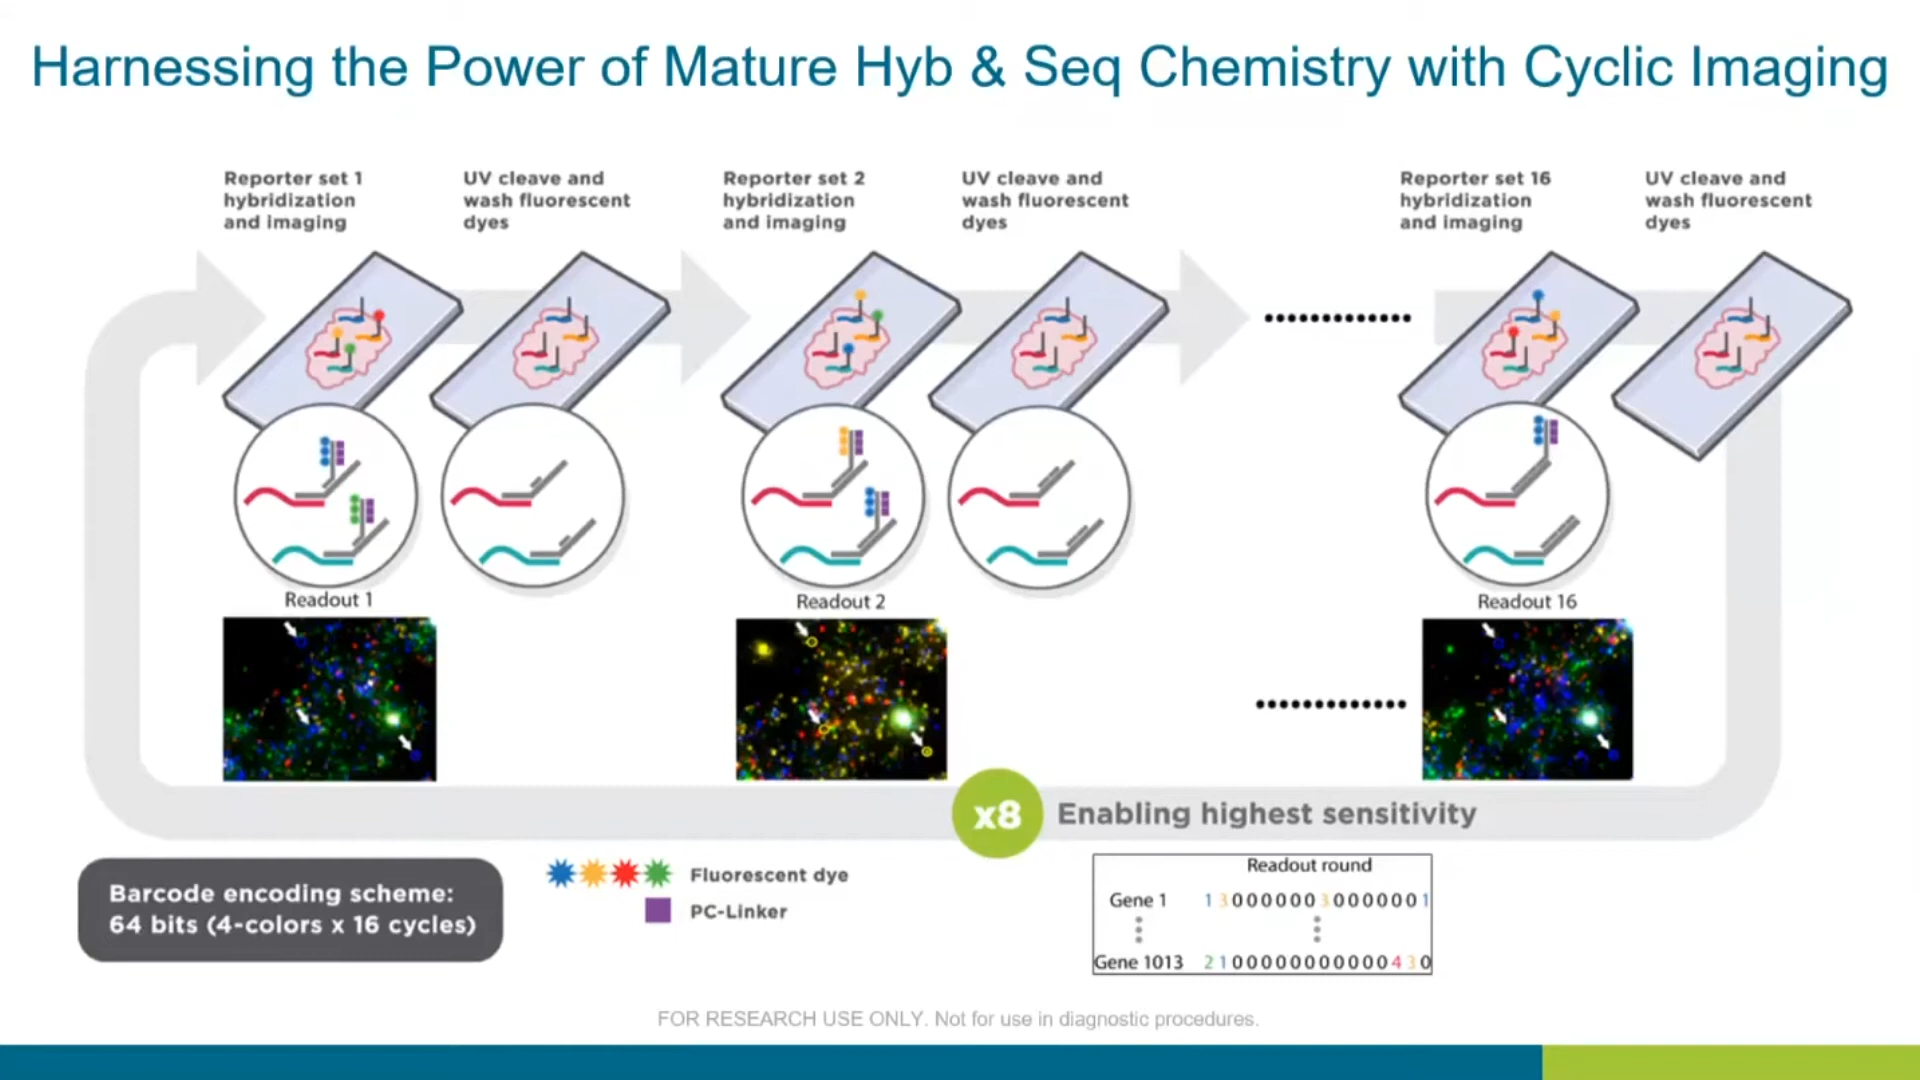 Harnessing the Power of Mature Hyb & Seq Chemistry with Cyclic Imaging
Reporter set 1
hybridization
and imaging
UV cleave and
wash fluorescent
dyes
Reporter set 2
hybridization
and imaging
UV cleave and
wash fluorescent
dyes
Reporter set 16
hybridization
and imaging
UV cleave and
wash fluorescent
dyes
Readout 1
Readout 2
Readout 16
x8
Enabling highest sensitivity
Barcode encoding scheme:
64 bits (4-colors x 16 cycles)
Fluorescent dye
PC-Linker
Readout round
Gene 1 1 3 0 0 0 0 0 0 3 0 0 0 0 0 0 1
Gene 1013 2 1 0 0 0 0 0 0 0 0 0 0 0 4 3 0
FOR RESEARCH USE ONLY. Not for use in diagnostic procedures.